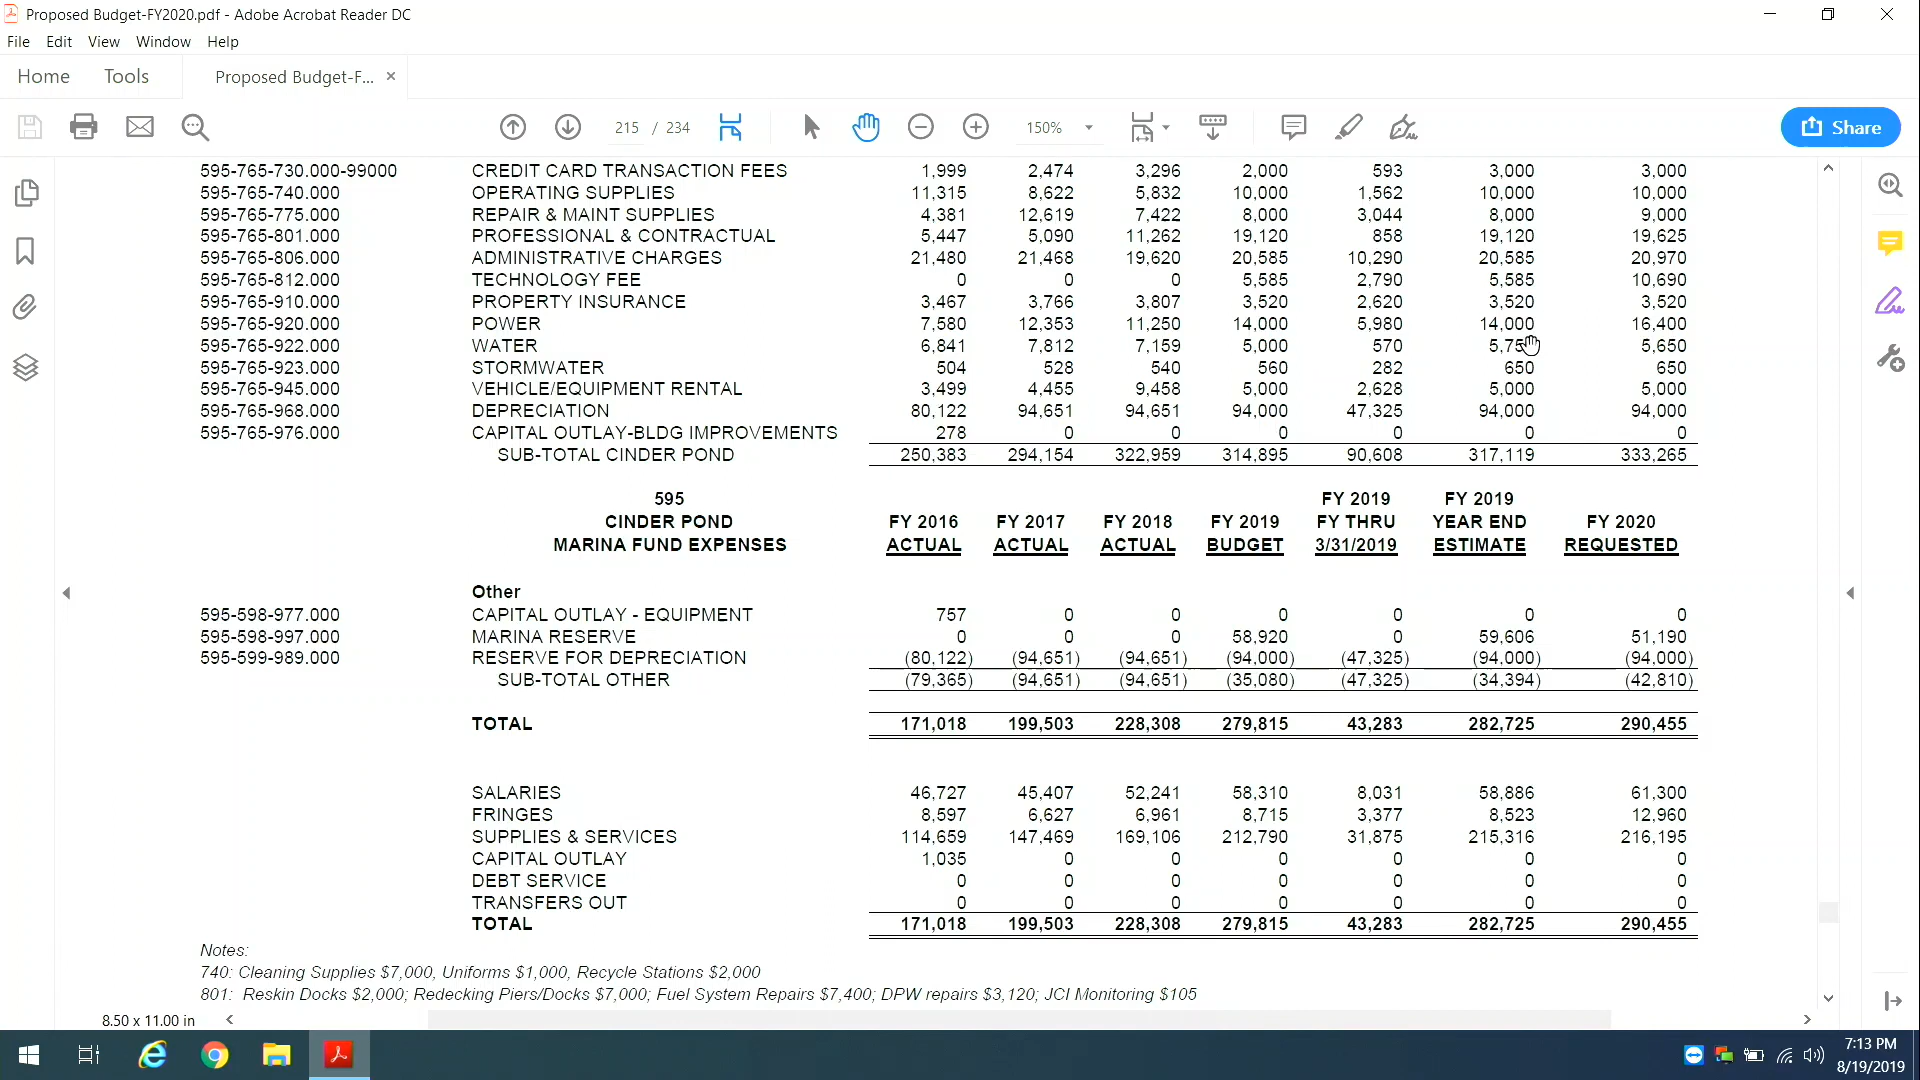 Proposed Budget-FY2020.pdf - Adobe Acrobat Reader DC
File Edit View Window Help
Home Tools Proposed Budget-F... ×
215 / 234 150% Share
595-765-730.000-99000 CREDIT CARD TRANSACTION FEES 1,999 2,474 3,296 2,000 593 3,000 3,000
595-765-740.000 OPERATING SUPPLIES 11,315 8,622 5,832 10,000 1,562 10,000 10,000
595-765-775.000 REPAIR & MAINT SUPPLIES 4,381 12,619 7,422 8,000 3,044 8,000 9,000
595-765-801.000 PROFESSIONAL & CONTRACTUAL 5,447 5,090 11,262 19,120 858 19,120 19,625
595-765-806.000 ADMINISTRATIVE CHARGES 21,480 21,468 19,620 20,585 10,290 20,585 20,970
595-765-812.000 TECHNOLOGY FEE 0 0 0 5,585 2,790 5,585 10,690
595-765-910.000 PROPERTY INSURANCE 3,467 3,766 3,807 3,520 2,620 3,520 3,520
595-765-920.000 POWER 7,580 12,353 11,250 14,000 5,980 14,000 16,400
595-765-922.000 WATER 6,841 7,812 7,159 5,000 570 5,650
595-765-923.000 STORMWATER 504 528 540 560 282 650 650
595-765-945.000 VEHICLE/EQUIPMENT RENTAL 3,499 4,455 9,458 5,000 2,628 5,000 5,000
595-765-968.000 DEPRECIATION 80,122 94,651 94,651 94,000 47,325 94,000 94,000
595-765-976.000 CAPITAL OUTLAY-BLDG IMPROVEMENTS 278 0 0 0 0 0 0
SUB-TOTAL CINDER POND 250,383 294,154 322,959 314,895 90,608 317,119 333,265
595 FY 2019 FY 2019
CINDER POND FY 2016 FY 2017 FY 2018 FY 2019 FY THRU YEAR END FY 2020
MARINA FUND EXPENSES ACTUAL ACTUAL ACTUAL BUDGET 3/31/2019 ESTIMATE REQUESTED
Other
595-598-977.000 CAPITAL OUTLAY - EQUIPMENT 757 0 0 0 0 0 0
595-598-997.000 MARINA RESERVE 0 0 0 58,920 0 59,606 51,190
595-599-989.000 RESERVE FOR DEPRECIATION (80,122) (94,651) (94,651) (94,000) (47,325) (94,000) (94,000)
SUB-TOTAL OTHER (79,365) (94,651) (94,651) (35,080) (47,325) (34,394) (42,810)
TOTAL 171,018 199,503 228,308 279,815 43,283 282,725 290,455
SALARIES 46,727 45,407 52,241 58,310 8,031 58,886 61,300
FRINGES 8,597 6,627 6,961 8,715 3,377 8,523 12,960
SUPPLIES & SERVICES 114,659 147,469 169,106 212,790 31,875 215,316 216,195
CAPITAL OUTLAY 1,035 0 0 0 0 0 0
DEBT SERVICE 0 0 0 0 0 0 0
TRANSFERS OUT 0 0 0 0 0 0 0
TOTAL 171,018 199,503 228,308 279,815 43,283 282,725 290,455
Notes:
740: Cleaning Supplies $7,000, Uniforms $1,000, Recycle Stations $2,000
801: Reskin Docks $2,000; Redecking Piers/Docks $7,000; Fuel System Repairs $7,400; DPW repairs $3,120; JCI Monitoring $105
8.50 x 11.00 in
7:13 PM
8/19/2019